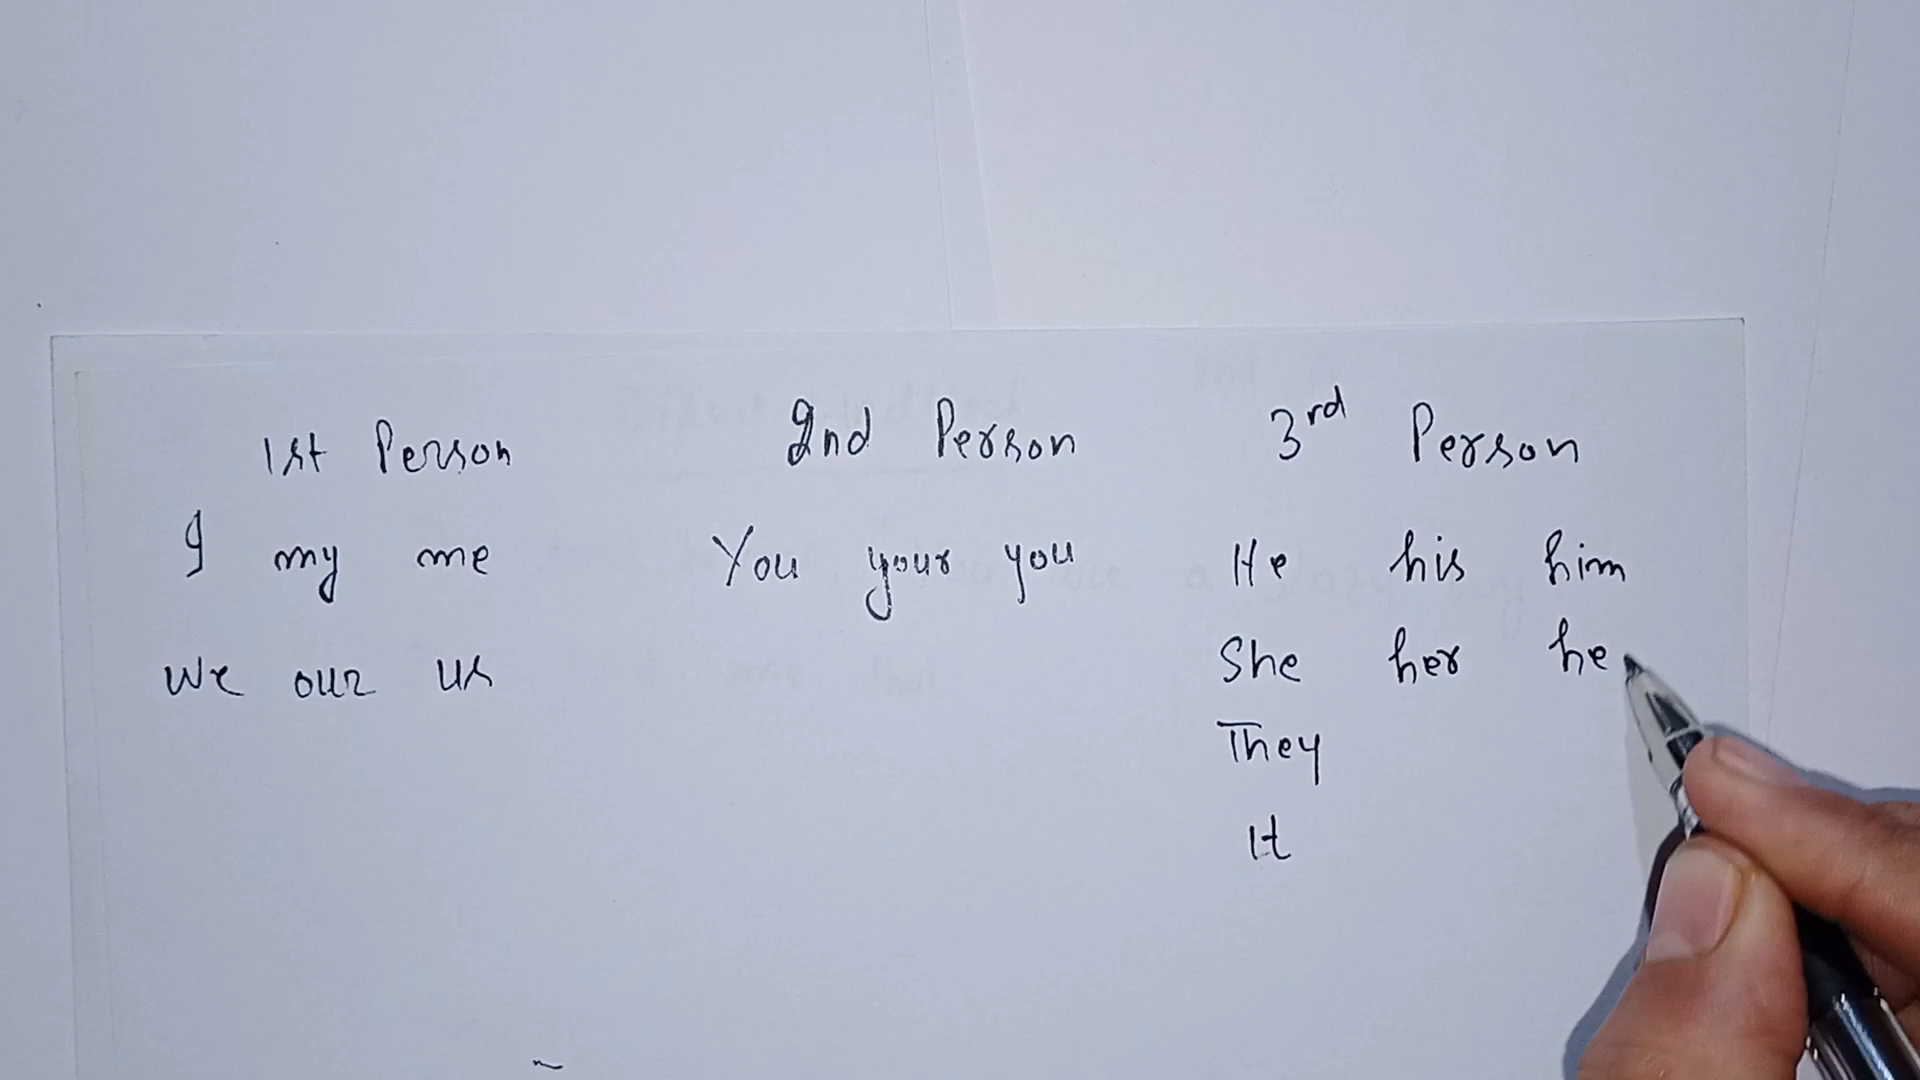 1st Person 2nd Person 3rd Person
I my me You your you He his him
We our us She her he
They
It